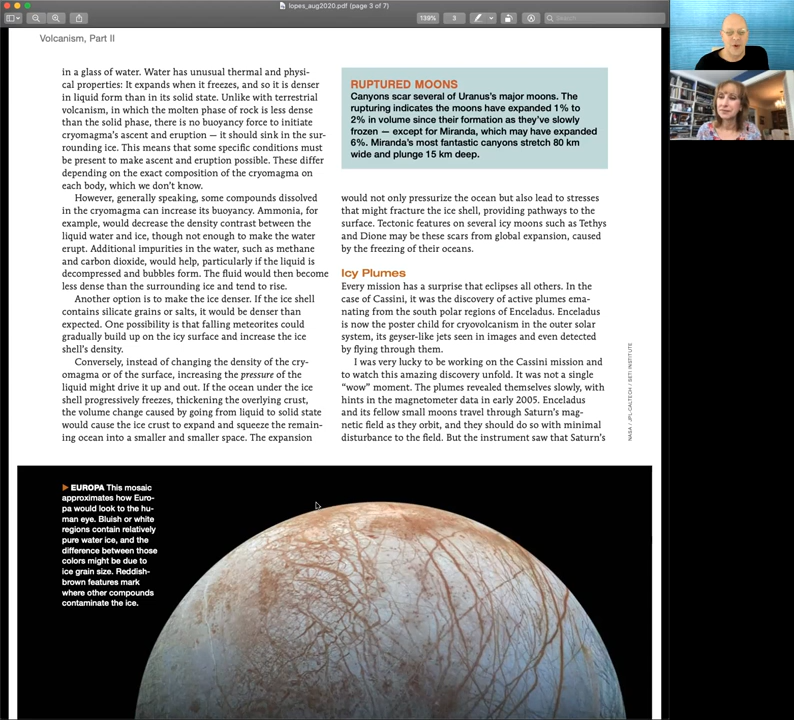 lopes_aug2020.pdf (page 3 of 7)
139%
3
Search
Volcanism, Part II
in a glass of water. Water has unusual thermal and physi-
cal properties: It expands when it freezes, and so it is denser
in liquid form than in its solid state. Unlike with terrestrial
volcanism, in which the molten phase of rock is less dense
than the solid phase, there is no buoyancy force to initiate
cryomagma's ascent and eruption — it should sink in the sur-
rounding ice. This means that some specific conditions must
be present to make ascent and eruption possible. These differ
depending on the exact composition of the cryomagma on
each body, which we don't know.
However, generally speaking, some compounds dissolved
in the cryomagma can increase its buoyancy. Ammonia, for
example, would decrease the density contrast between the
liquid water and ice, though not enough to make the water
erupt. Additional impurities in the water, such as methane
and carbon dioxide, would help, particularly if the liquid is
decompressed and bubbles form. The fluid would then become
less dense than the surrounding ice and tend to rise.
Another option is to make the ice denser. If the ice shell
contains silicate grains or salts, it would be denser than
expected. One possibility is that falling meteorites could
gradually build up on the icy surface and increase the ice
shell's density.
Conversely, instead of changing the density of the cry-
omagma or of the surface, increasing the pressure of the
liquid might drive it up and out. If the ocean under the ice
shell progressively freezes, thickening the overlying crust,
the volume change caused by going from liquid to solid state
would cause the ice crust to expand and squeeze the remain-
ing ocean into a smaller and smaller space. The expansion
RUPTURED MOONS
Canyons scar several of Uranus's major moons. The
rupturing indicates the moons have expanded 1% to
2% in volume since their formation as they've slowly
frozen — except for Miranda, which may have expanded
6%. Miranda's most fantastic canyons stretch 80 km
wide and plunge 15 km deep.
would not only pressurize the ocean but also lead to stresses
that might fracture the ice shell, providing pathways to the
surface. Tectonic features on several icy moons such as Tethys
and Dione may be these scars from global expansion, caused
by the freezing of their oceans.
Icy Plumes
Every mission has a surprise that eclipses all others. In the
case of Cassini, it was the discovery of active plumes ema-
nating from the south polar regions of Enceladus. Enceladus
is now the poster child for cryovolcanism in the outer solar
system, its geyser-like jets seen in images and even detected
by flying through them.
I was very lucky to be working on the Cassini mission and
to watch this amazing discovery unfold. It was not a single
"wow" moment. The plumes revealed themselves slowly, with
hints in the magnetometer data in early 2005. Enceladus
and its fellow small moons travel through Saturn's mag-
netic field as they orbit, and they should do so with minimal
disturbance to the field. But the instrument saw that Saturn's
NASA / JPL-CALTECH / SETI INSTITUTE
▶ EUROPA This mosaic
approximates how Euro-
pa would look to the hu-
man eye. Bluish or white
regions contain relatively
pure water ice, and the
difference between those
colors might be due to
ice grain size. Reddish-
brown features mark
where other compounds
contaminate the ice.